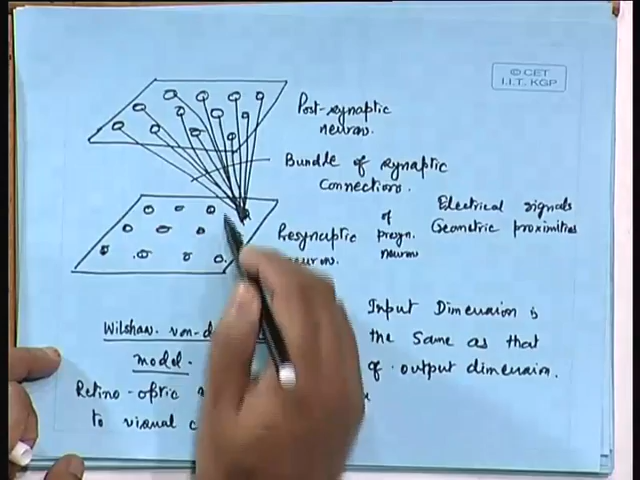 © CET
I.I.T. KGP
Post-synaptic
neuron.
Bundle of synaptic
connections.
Electrical signals
of
Presynaptic
presyn.
Geometric proximities
neuron
Input Dimension is
the same as that
of output dimension.
Wilshaw-von-
model.
Retino-optic
to visual